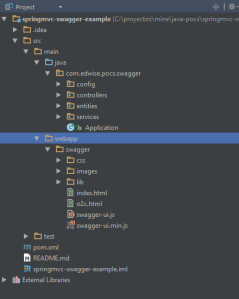 Project
springmvc-swagger-example (C:\proyectos\mine\java-pocs\springmvc-s
.idea
src
main
java
com.edwise.pocs.swagger
config
controllers
entities
services
Application
webapp
swagger
css
images
lib
index.html
o2c.html
swagger-ui.js
swagger-ui.min.js
test
pom.xml
README.md
springmvc-swagger-example.iml
External Libraries